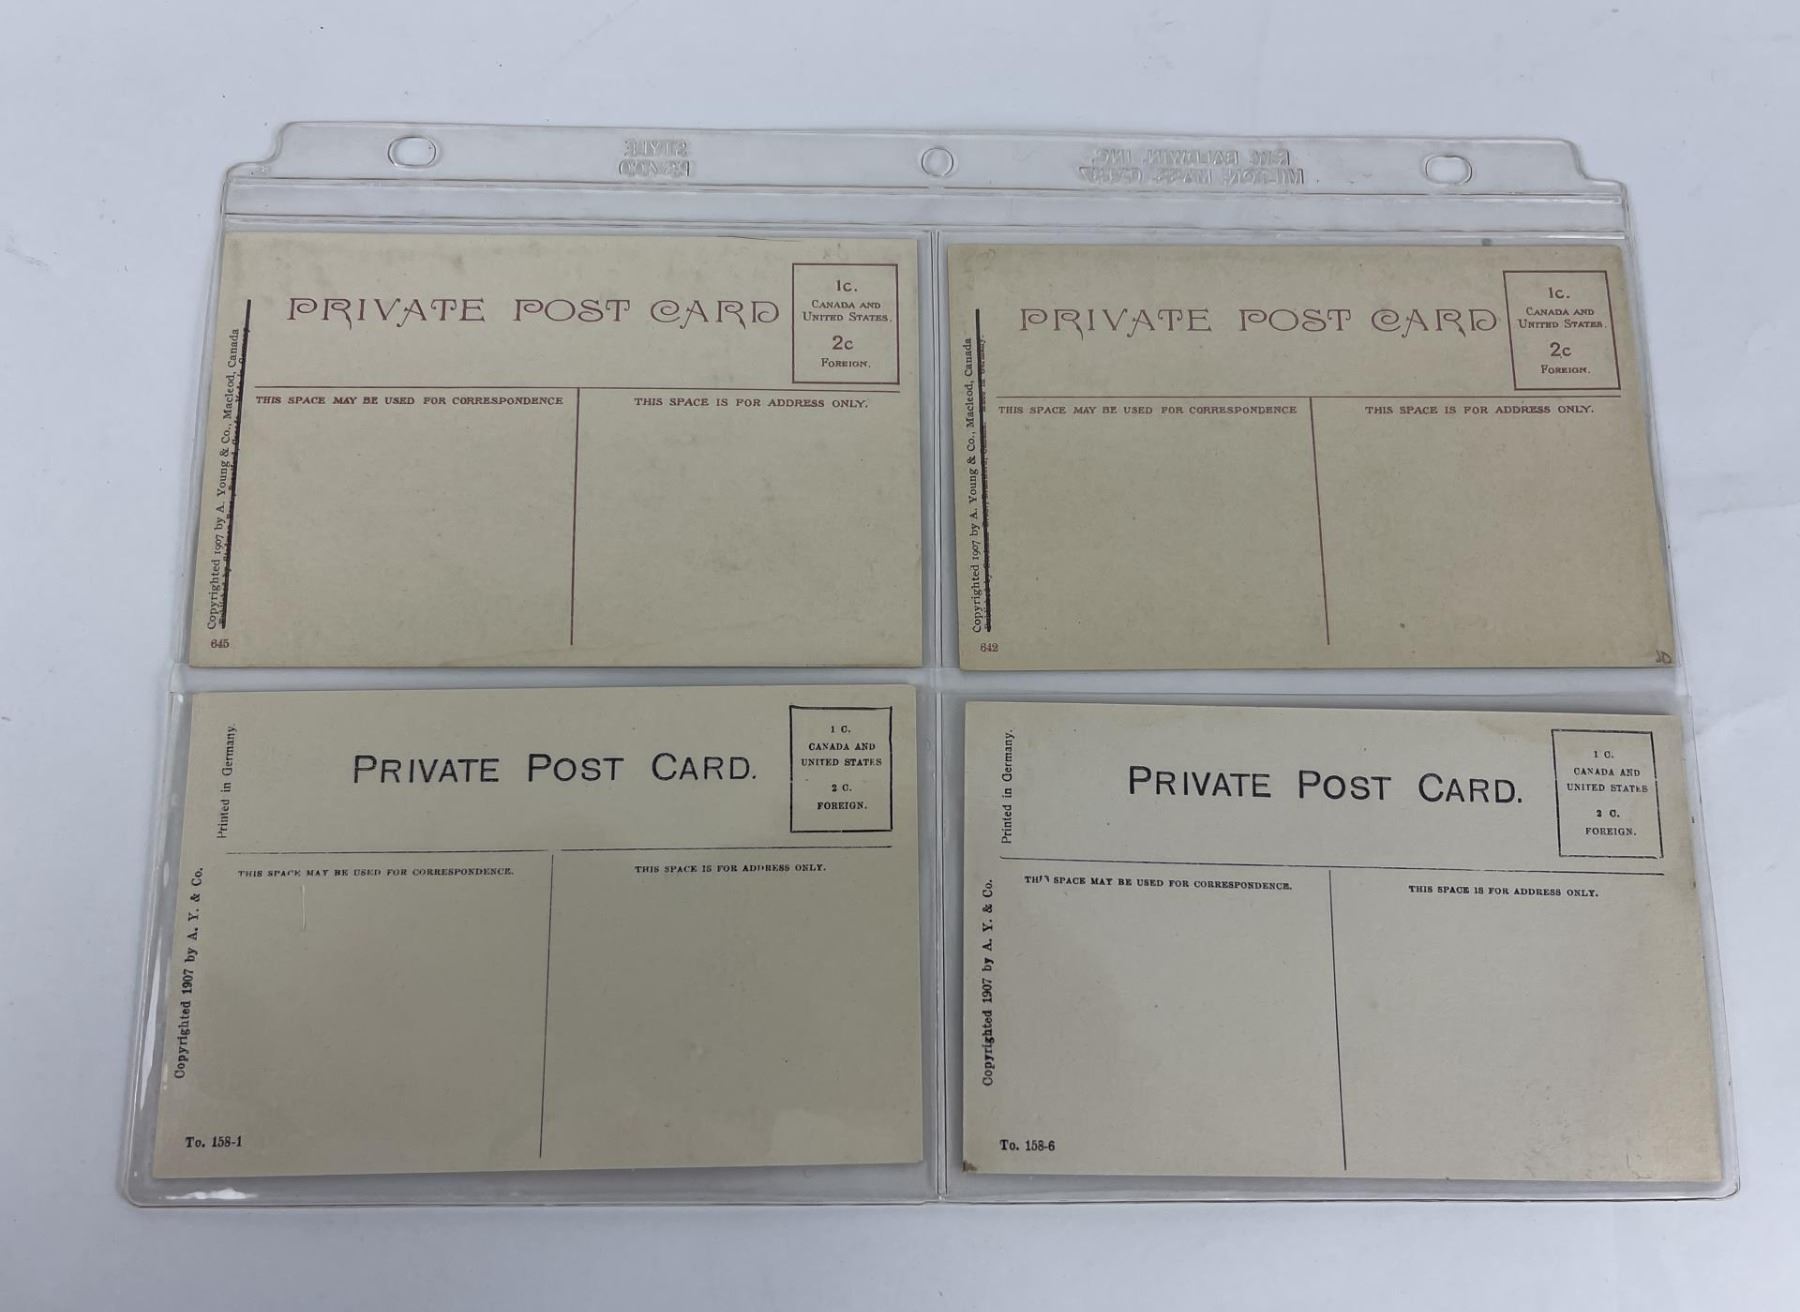 STYLE
PRIVATE POST CARD
1c.
CANADA AND
UNITED STATES.
2c
FOREIGN.
THIS SPACE MAY BE USED FOR CORRESPONDENCE
THIS SPACE IS FOR ADDRESS ONLY.
Copyrighted 1907 by A. Young & Co., Macleod, Canada
645
PRIVATE POST CARD
1c.
CANADA AND
UNITED STATES.
2c
FOREIGN.
THIS SPACE MAY BE USED FOR CORRESPONDENCE
THIS SPACE IS FOR ADDRESS ONLY.
Copyrighted 1907 by A. Young & Co., Macleod, Canada
642
Printed in Germany.
PRIVATE POST CARD.
1 C.
CANADA AND
UNITED STATES
2 C.
FOREIGN.
THIS SPACE MAY BE USED FOR CORRESPONDENCE.
THIS SPACE IS FOR ADDRESS ONLY.
Copyrighted 1907 by A. Y. & Co.
To. 158-1
Printed in Germany.
PRIVATE POST CARD.
1 C.
CANADA AND
UNITED STATES
2 C.
FOREIGN.
THIS SPACE MAY BE USED FOR CORRESPONDENCE.
THIS SPACE IS FOR ADDRESS ONLY.
Copyrighted 1907 by A. Y. & Co.
To. 158-6